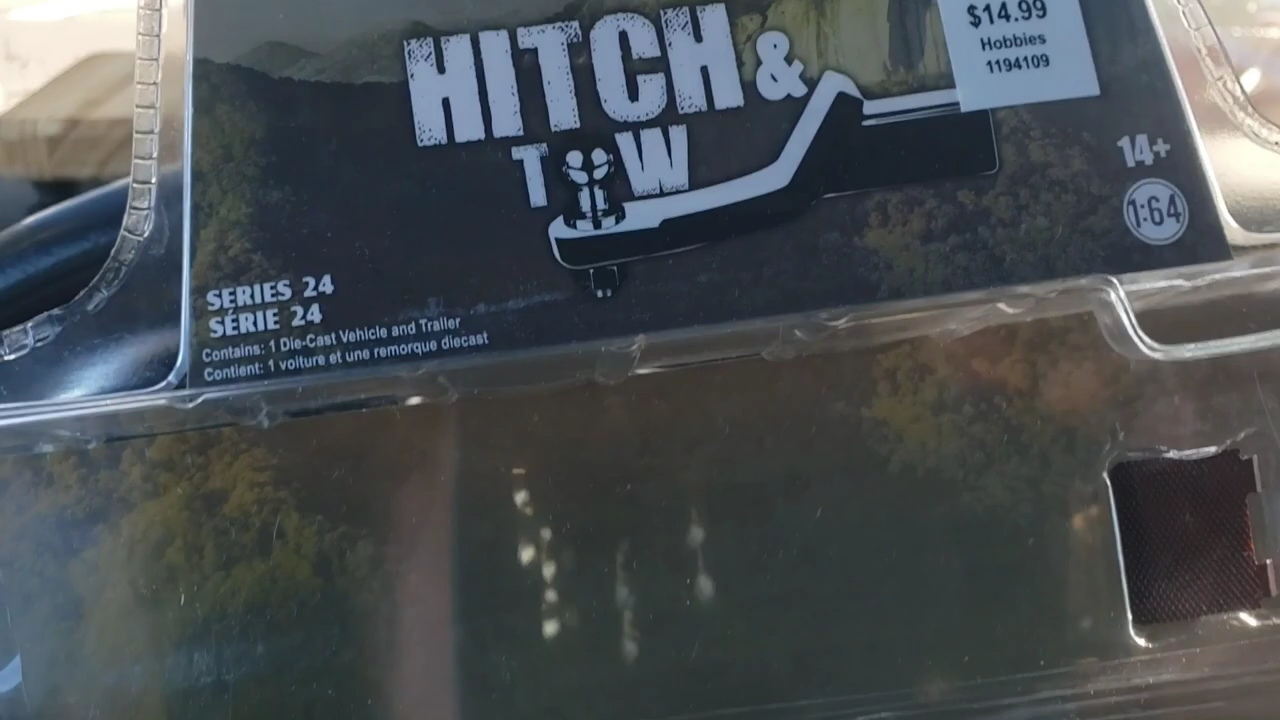 $14.99
Hobbies
1194109
HITCH &
TOW
14+
1:64
SERIES 24
SÉRIE 24
Contains: 1 Die-Cast Vehicle and Trailer
Contient: 1 voiture et une remorque diecast